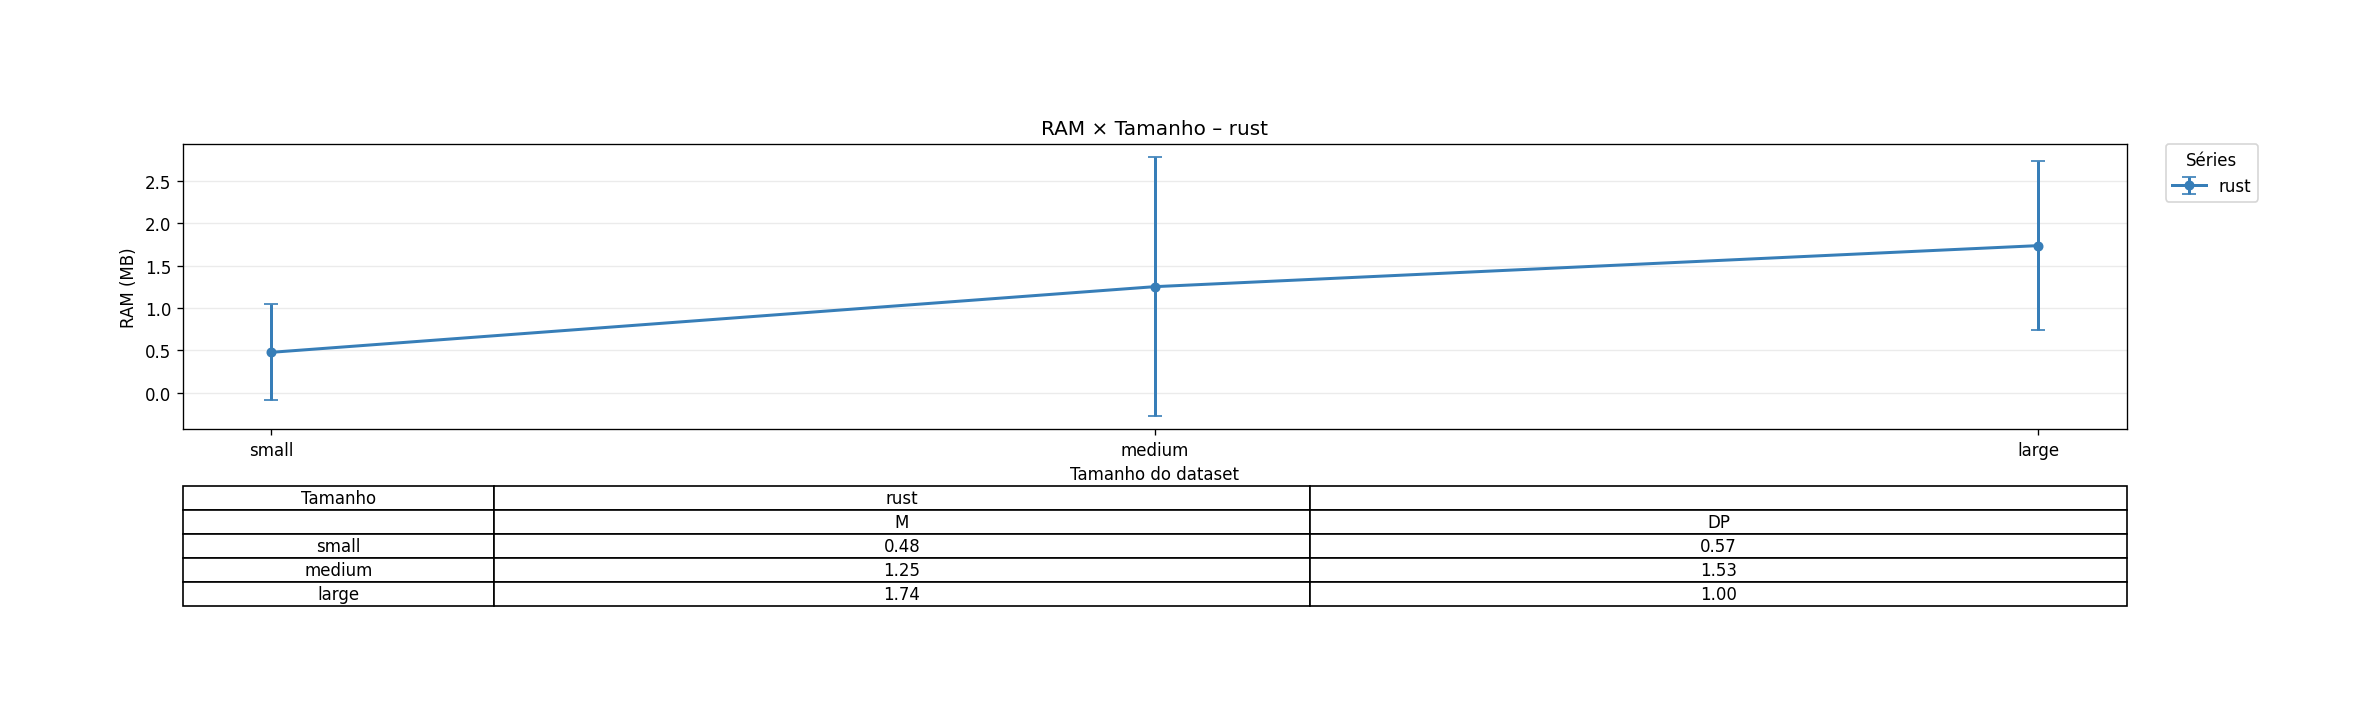 RAM × Tamanho – rust
Séries
rust
RAM (MB)
2.5
2.0
1.5
1.0
0.5
0.0
small medium large
Tamanho do dataset
Tamanho rust
M DP
small 0.48 0.57
medium 1.25 1.53
large 1.74 1.00